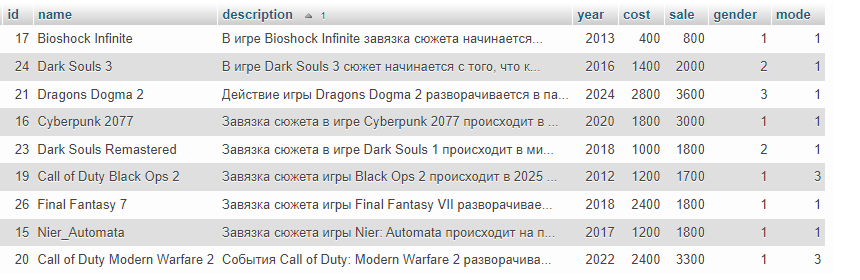 id name description 1 year cost sale gender mode
17 Bioshock Infinite В игре Bioshock Infinite завязка сюжета начинается... 2013 400 800 1 1
24 Dark Souls 3 В игре Dark Souls 3 сюжет начинается с того, что к... 2016 1400 2000 2 1
21 Dragons Dogma 2 Действие игры Dragons Dogma 2 разворачивается в па... 2024 2800 3600 3 1
16 Cyberpunk 2077 Завязка сюжета в игре Cyberpunk 2077 происходит в ... 2020 1800 3000 1 1
23 Dark Souls Remastered Завязка сюжета в игре Dark Souls 1 происходит в ми... 2018 1000 1800 2 1
19 Call of Duty Black Ops 2 Завязка сюжета игры Black Ops 2 происходит в 2025 ... 2012 1200 1700 1 3
26 Final Fantasy 7 Завязка сюжета игры Final Fantasy VII разворачивае... 2018 2400 1800 1 1
15 Nier_Automata Завязка сюжета игры Nier: Automata происходит на п... 2017 1200 1800 1 1
20 Call of Duty Modern Warfare 2 События Call of Duty: Modern Warfare 2 разворачива... 2022 2400 3300 1 3